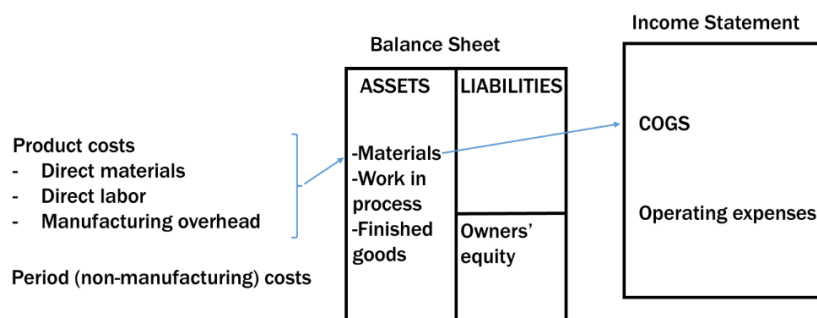 Income Statement
Balance Sheet
ASSETS
LIABILITIES
Product costs
- Direct materials
- Direct labor
- Manufacturing overhead
Period (non-manufacturing) costs
-Materials
-Work in
process
-Finished
goods
Owners'
equity
COGS
Operating expenses